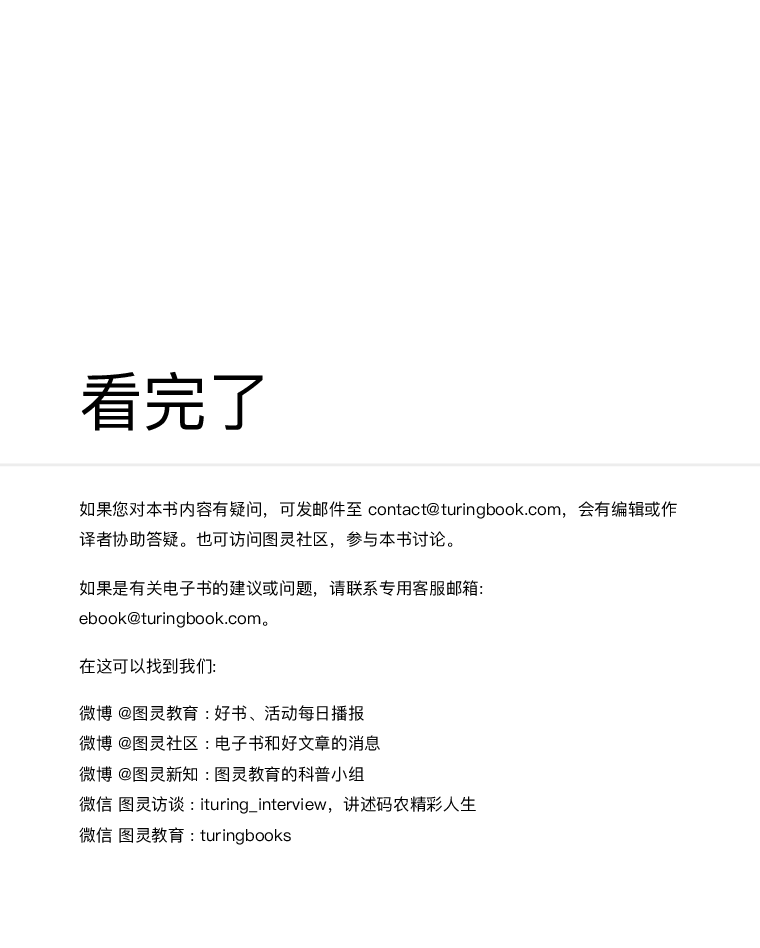 看完了
如果您对本书内容有疑问，可发邮件至 contact@turingbook.com，会有编辑或作
译者协助答疑。也可访问图灵社区，参与本书讨论。
如果是有关电子书的建议或问题，请联系专用客服邮箱:
ebook@turingbook.com。
在这可以找到我们:
微博 @图灵教育 : 好书、活动每日播报
微博 @图灵社区 : 电子书和好文章的消息
微博 @图灵新知 : 图灵教育的科普小组
微信 图灵访谈 : ituring_interview，讲述码农精彩人生
微信 图灵教育 : turingbooks